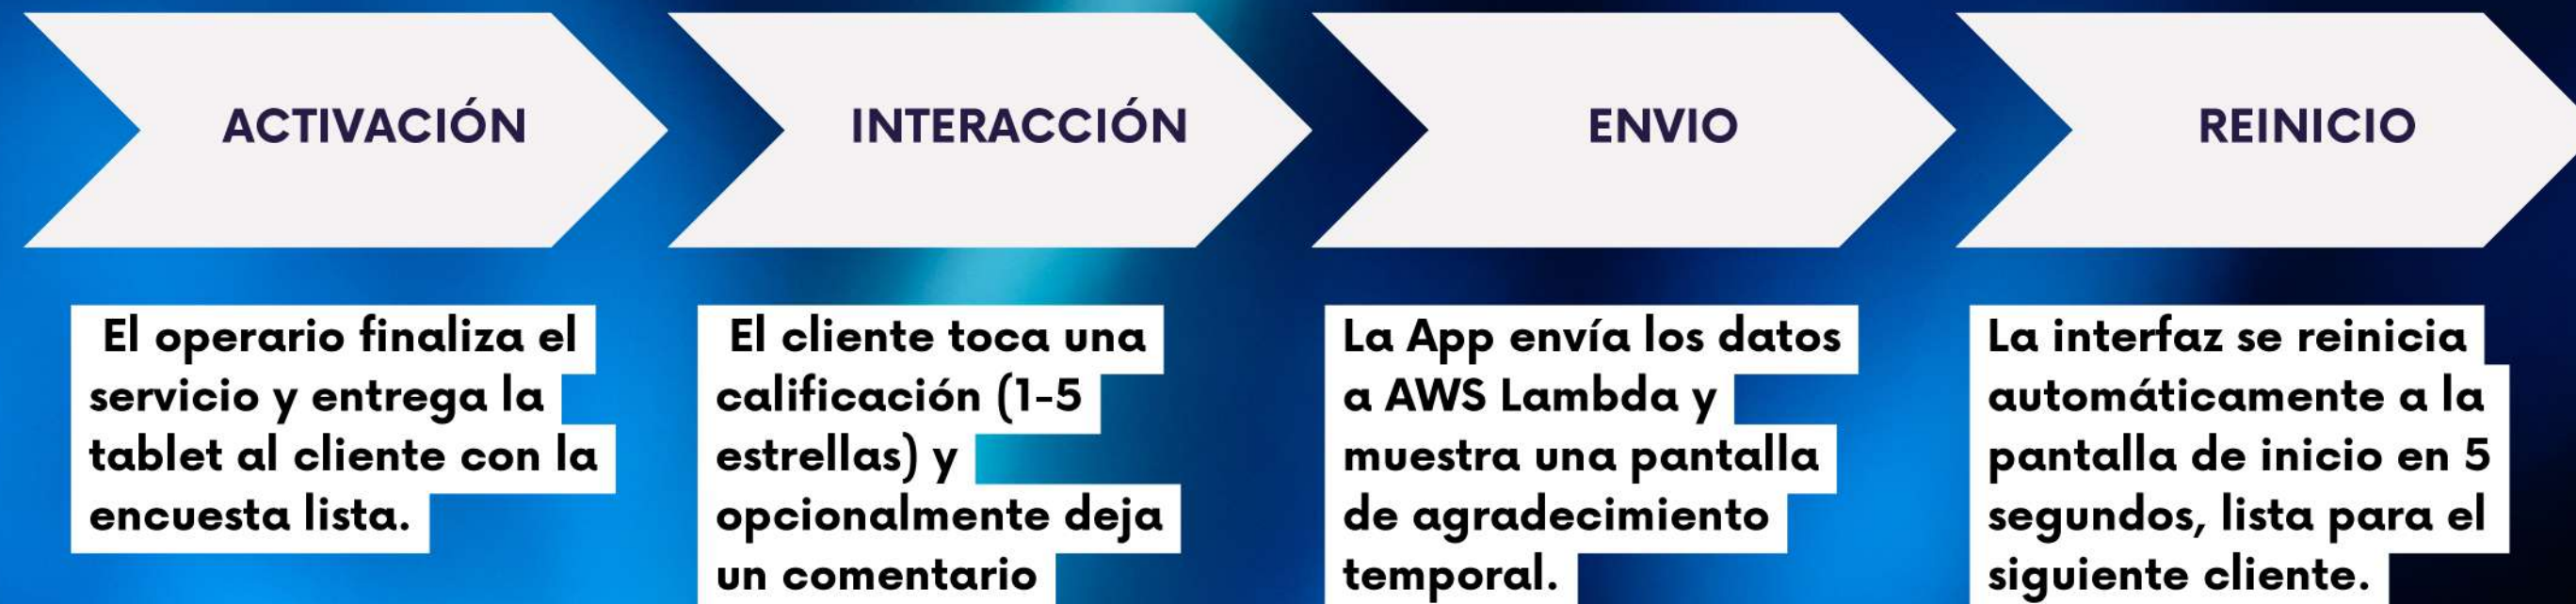 ACTIVACIÓN
INTERACCIÓN
ENVIO
REINICIO
El operario finaliza el
servicio y entrega la
tablet al cliente con la
encuesta lista.
El cliente toca una
calificación (1-5
estrellas) y
opcionalmente deja
un comentario
La App envía los datos
a AWS Lambda y
muestra una pantalla
de agradecimiento
temporal.
La interfaz se reinicia
automáticamente a la
pantalla de inicio en 5
segundos, lista para el
siguiente cliente.